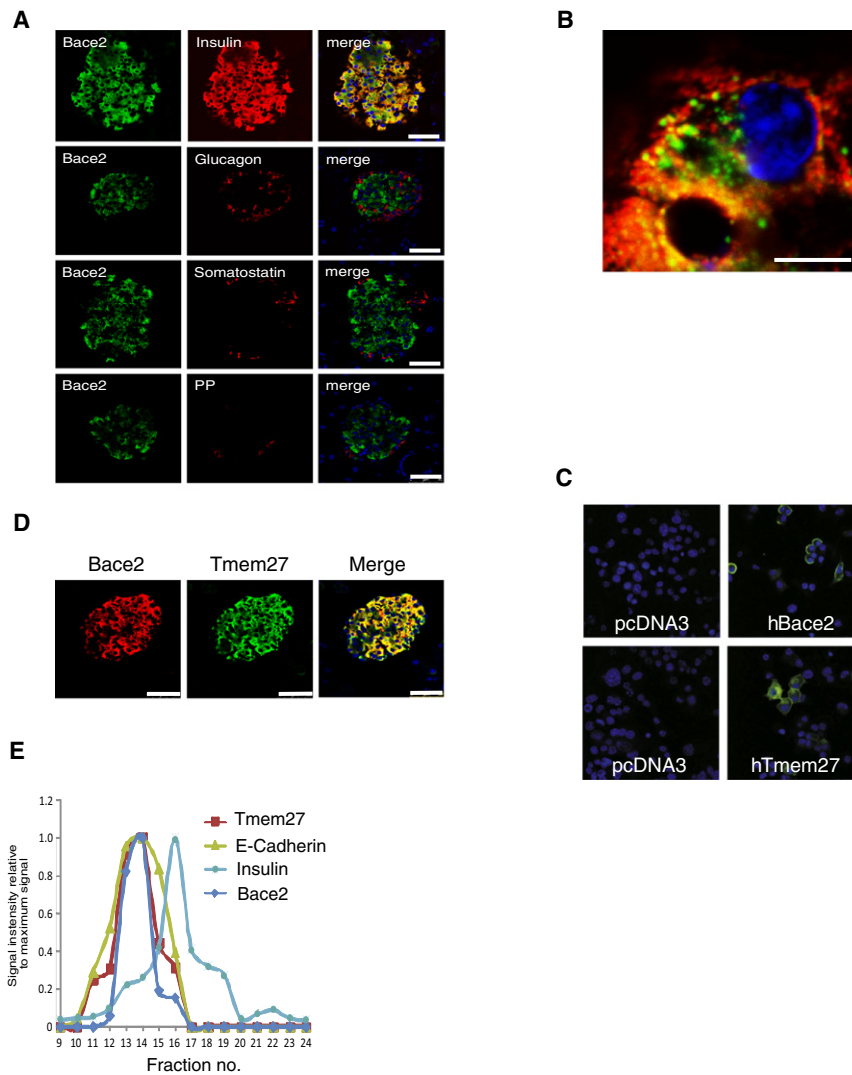 A
Bace2
Insulin
merge
Bace2
Glucagon
merge
Bace2
Somatostatin
merge
Bace2
PP
merge
B
C
pcDNA3
hBace2
pcDNA3
hTmem27
D
Bace2
Tmem27
Merge
E
Signal instensity relative
to maximum signal
1.2
1.0
0.8
0.6
0.4
0.2
0
Tmem27
E-Cadherin
Insulin
Bace2
9 10 11 12 13 14 15 16 17 18 19 20 21 22 23 24
Fraction no.